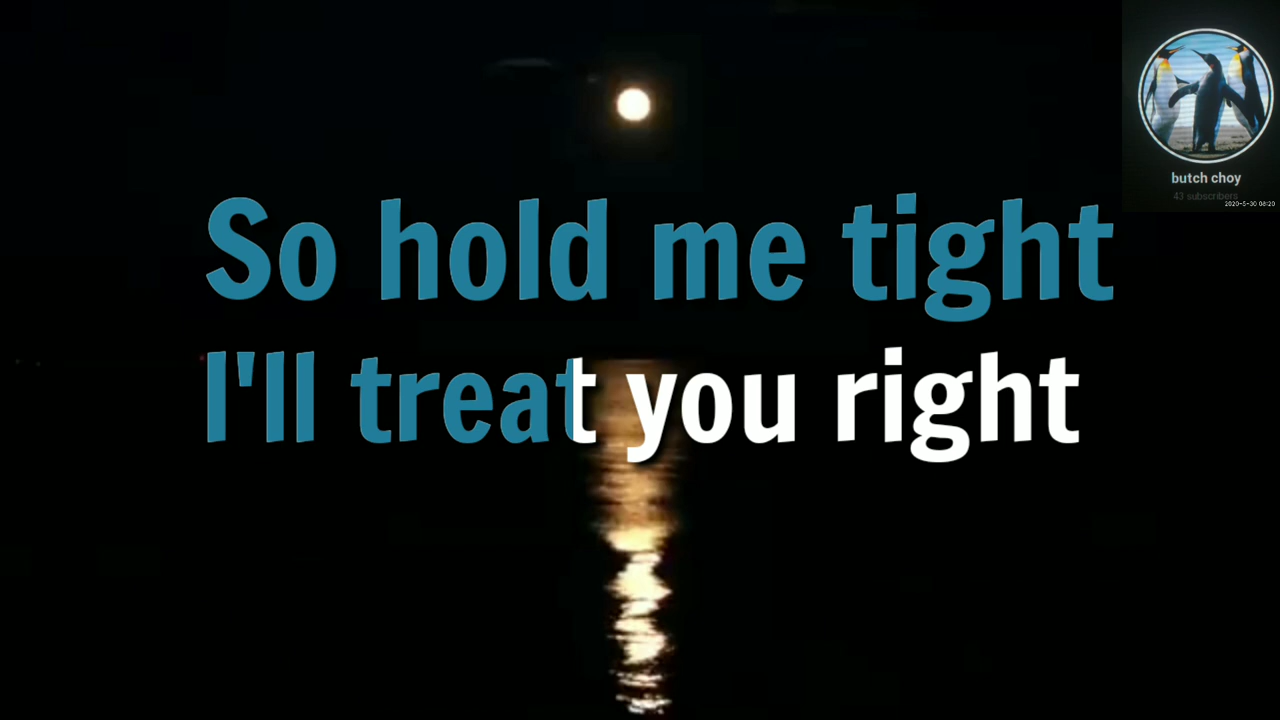 butch choy
43 subscribers
2020-5-30 08:20
So hold me tight
I'll treat you right